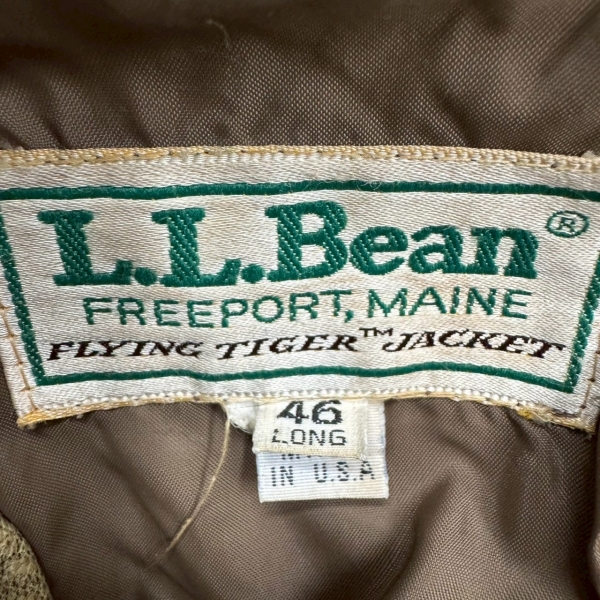 L.L.Bean®
FREEPORT, MAINE
FLYING TIGER™ JACKET
46
LONG
IN U.S.A